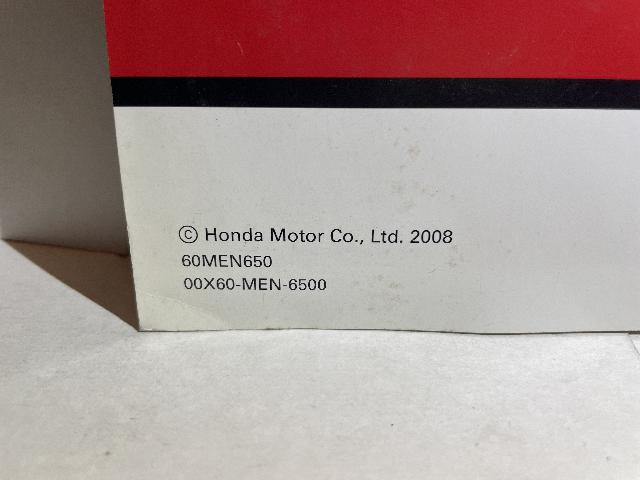 © Honda Motor Co., Ltd. 2008
60MEN650
00X60-MEN-6500